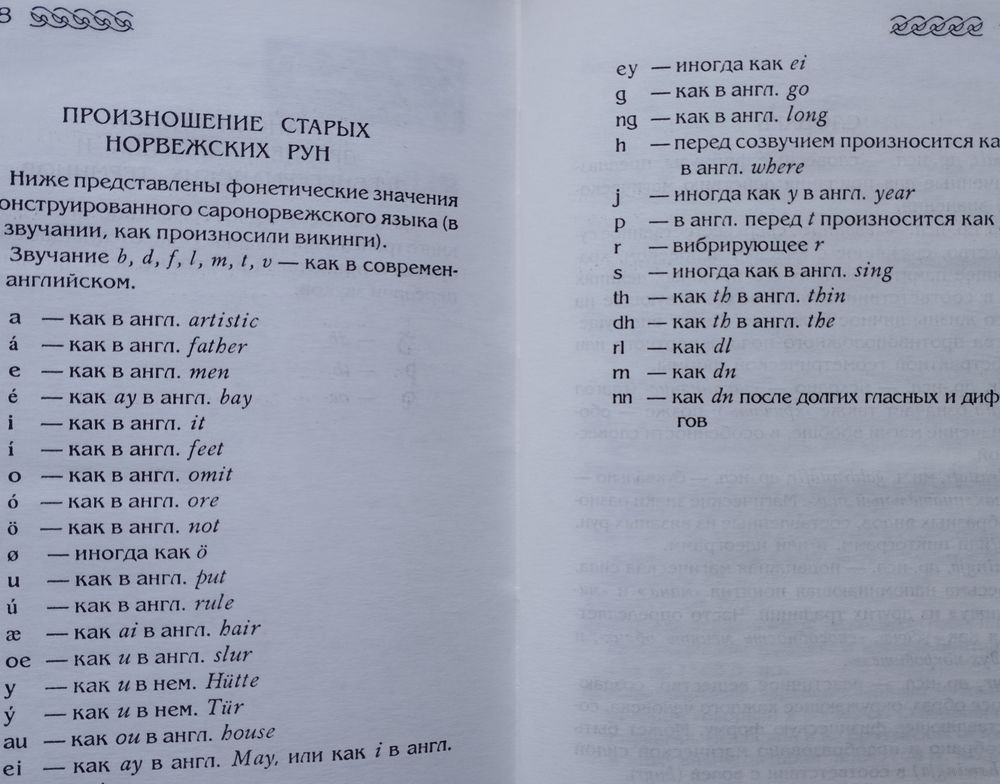 8
ПРОИЗНОШЕНИЕ СТАРЫХ
НОРВЕЖСКИХ РУН
Ниже представлены фонетические значения
онструированного саронорвежского языка (в
звучании, как произносили викинги).
Звучание b, d, f, l, m, t, v — как в современ-
английском.
a — как в англ. artistic
á — как в англ. father
e — как в англ. men
é — как ay в англ. bay
i — как в англ. it
í — как в англ. feet
o — как в англ. omit
ó — как в англ. ore
ö — как в англ. not
ø — иногда как ö
u — как в англ. put
ú — как в англ. rule
æ — как ai в англ. hair
oe — как u в англ. slur
y — как u в нем. Hütte
ý — как u в нем. Tür
au — как ou в англ. house
ei — как ay в англ. May, или как i в англ.
ey — иногда как ei
g — как в англ. go
ng — как в англ. long
h — перед созвучием произносится ка
в англ. where
j — иногда как y в англ. year
p — в англ. перед t произносится как
r — вибрирующее r
s — иногда как в англ. sing
th — как th в англ. thin
dh — как th в англ. the
rl — как dl
rn — как dn
nn — как dn после долгих гласных и диф
гов